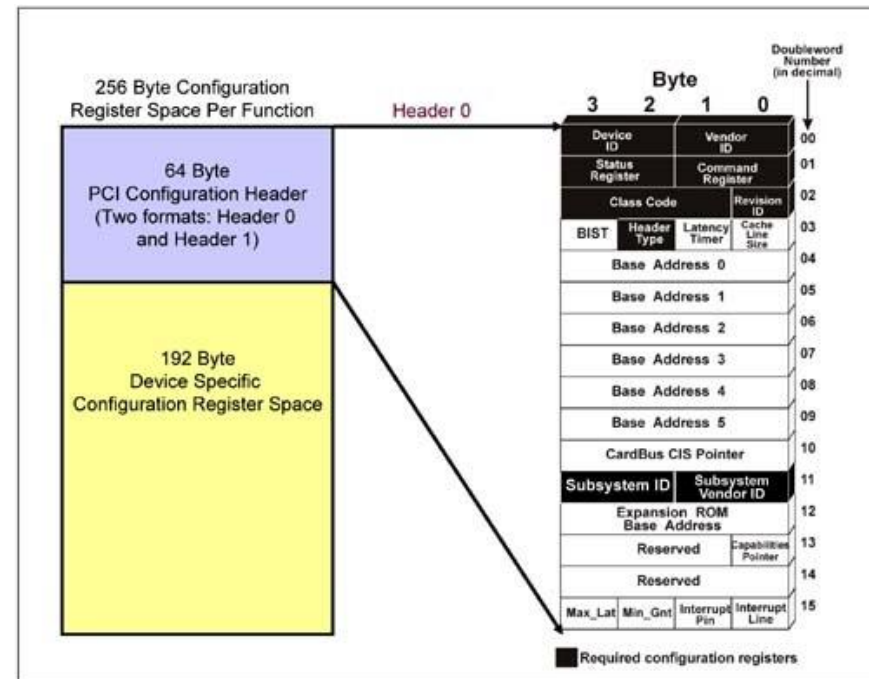 256 Byte Configuration
Register Space Per Function
64 Byte
PCI Configuration Header
(Two formats: Header 0
and Header 1)
192 Byte
Device Specific
Configuration Register Space
Header 0
Doubleword
Number
(in decimal)
Byte
3 2 1 0
Device
ID
Vendor
ID
00
Status
Register
Command
Register
01
Class Code
Revision
ID
02
BIST
Header
Type
Latency
Timer
Cache
Line
Size
03
Base Address 0
04
Base Address 1
05
Base Address 2
06
Base Address 3
07
Base Address 4
08
Base Address 5
09
CardBus CIS Pointer
10
Subsystem ID
Subsystem
Vendor ID
11
Expansion ROM
Base Address
12
Reserved
Capabilities
Pointer
13
Reserved
14
Max_Lat
Min_Gnt
Interrupt
Pin
Interrupt
Line
15
Required configuration registers